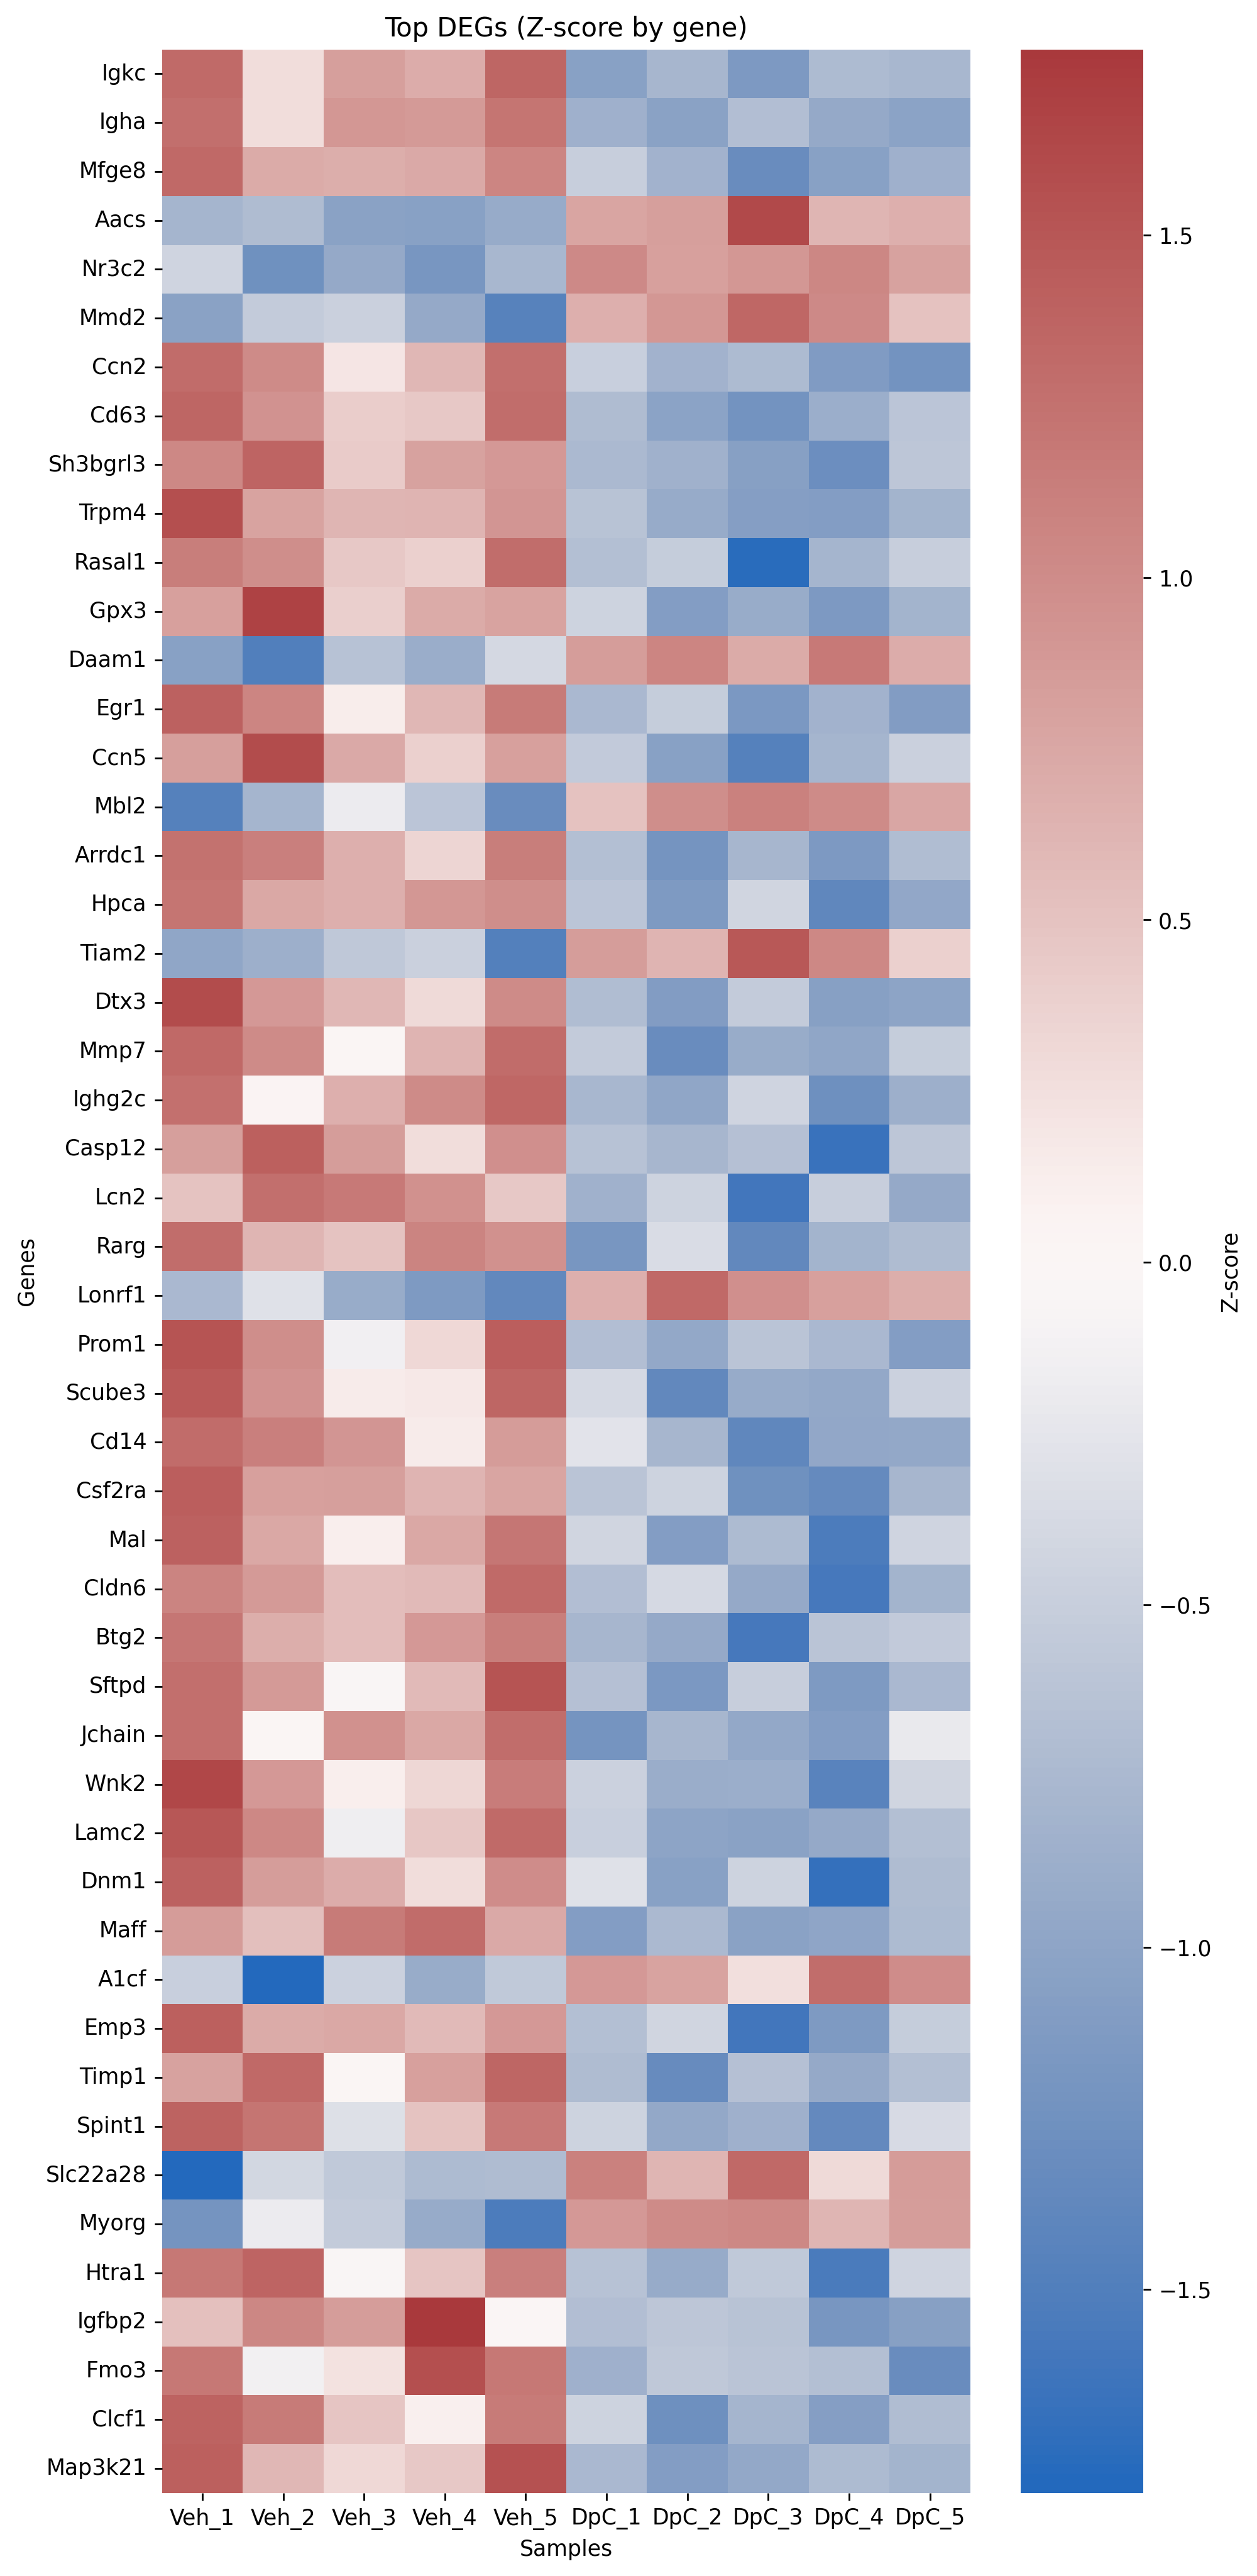 Top DEGs (Z-score by gene)
Genes
Igkc
Igha
Mfge8
Aacs
Nr3c2
Mmd2
Ccn2
Cd63
Sh3bgrl3
Trpm4
Rasal1
Gpx3
Daam1
Egr1
Ccn5
Mbl2
Arrdc1
Hpca
Tiam2
Dtx3
Mmp7
Ighg2c
Casp12
Lcn2
Rarg
Lonrf1
Prom1
Scube3
Cd14
Csf2ra
Mal
Cldn6
Btg2
Sftpd
Jchain
Wnk2
Lamc2
Dnm1
Maff
A1cf
Emp3
Timp1
Spint1
Slc22a28
Myorg
Htra1
Igfbp2
Fmo3
Clcf1
Map3k21
Veh_1 Veh_2 Veh_3 Veh_4 Veh_5 DpC_1 DpC_2 DpC_3 DpC_4 DpC_5
Samples
1.5
1.0
0.5
0.0
−0.5
−1.0
−1.5
Z-score